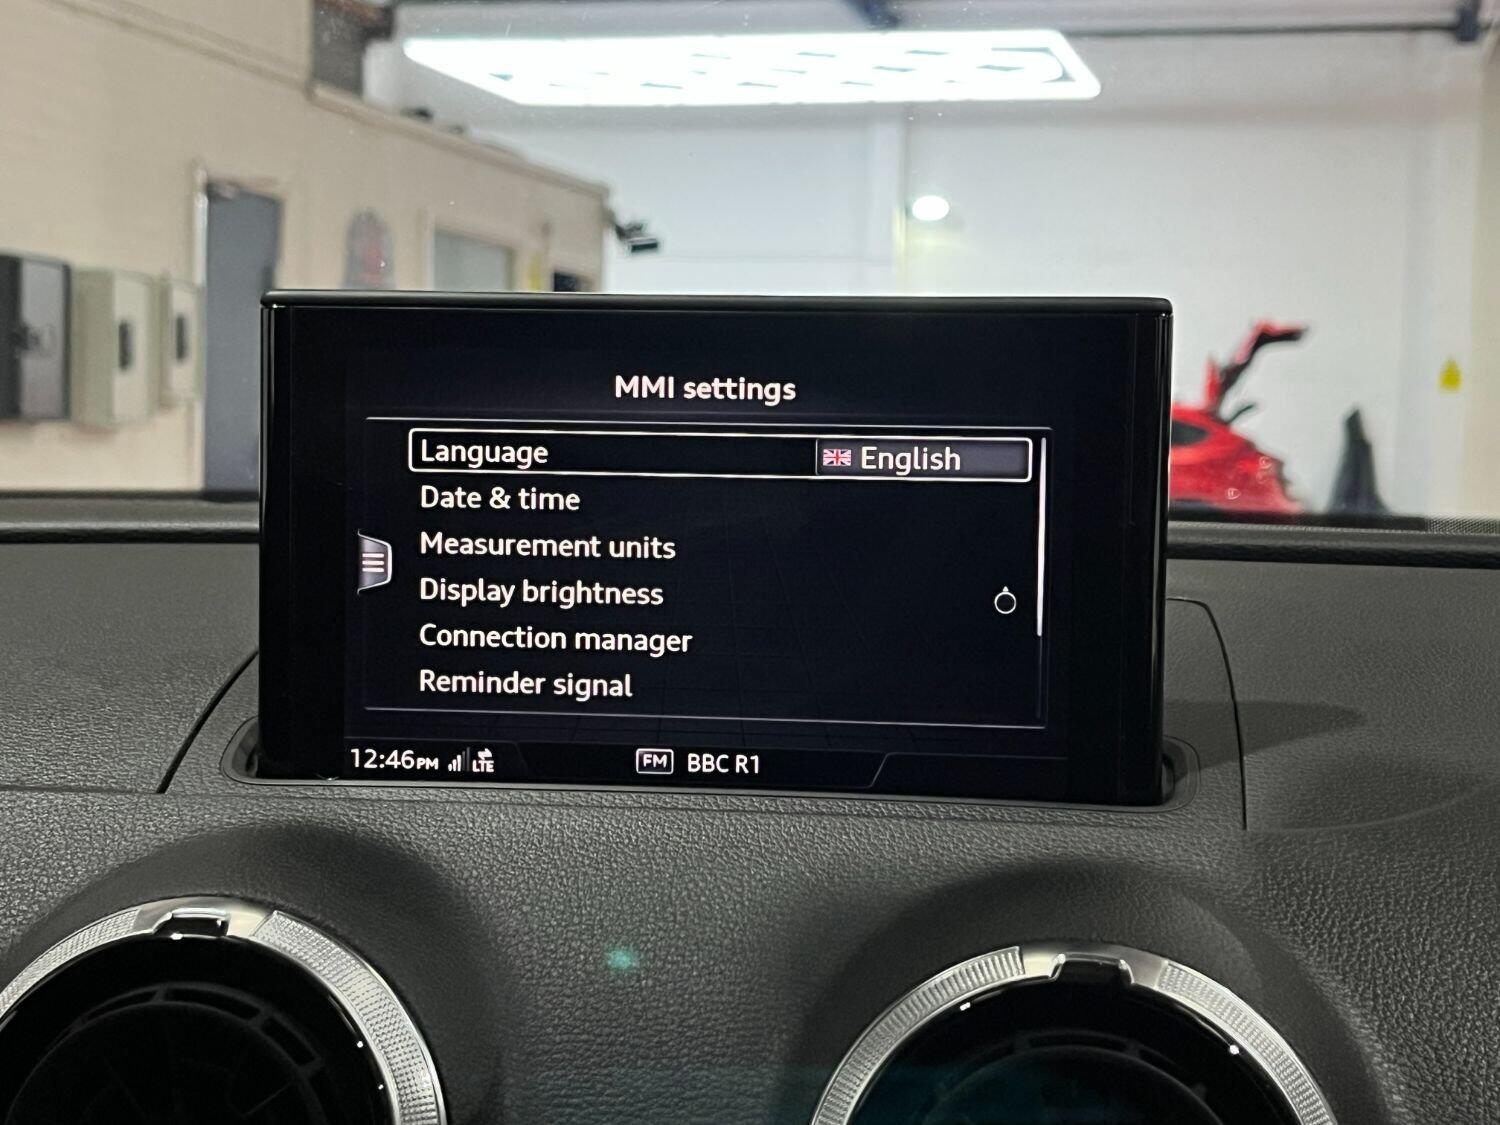 MMI settings
Language English
Date & time
Measurement units
Display brightness
Connection manager
Reminder signal
12:46PM LTE FM BBC R1